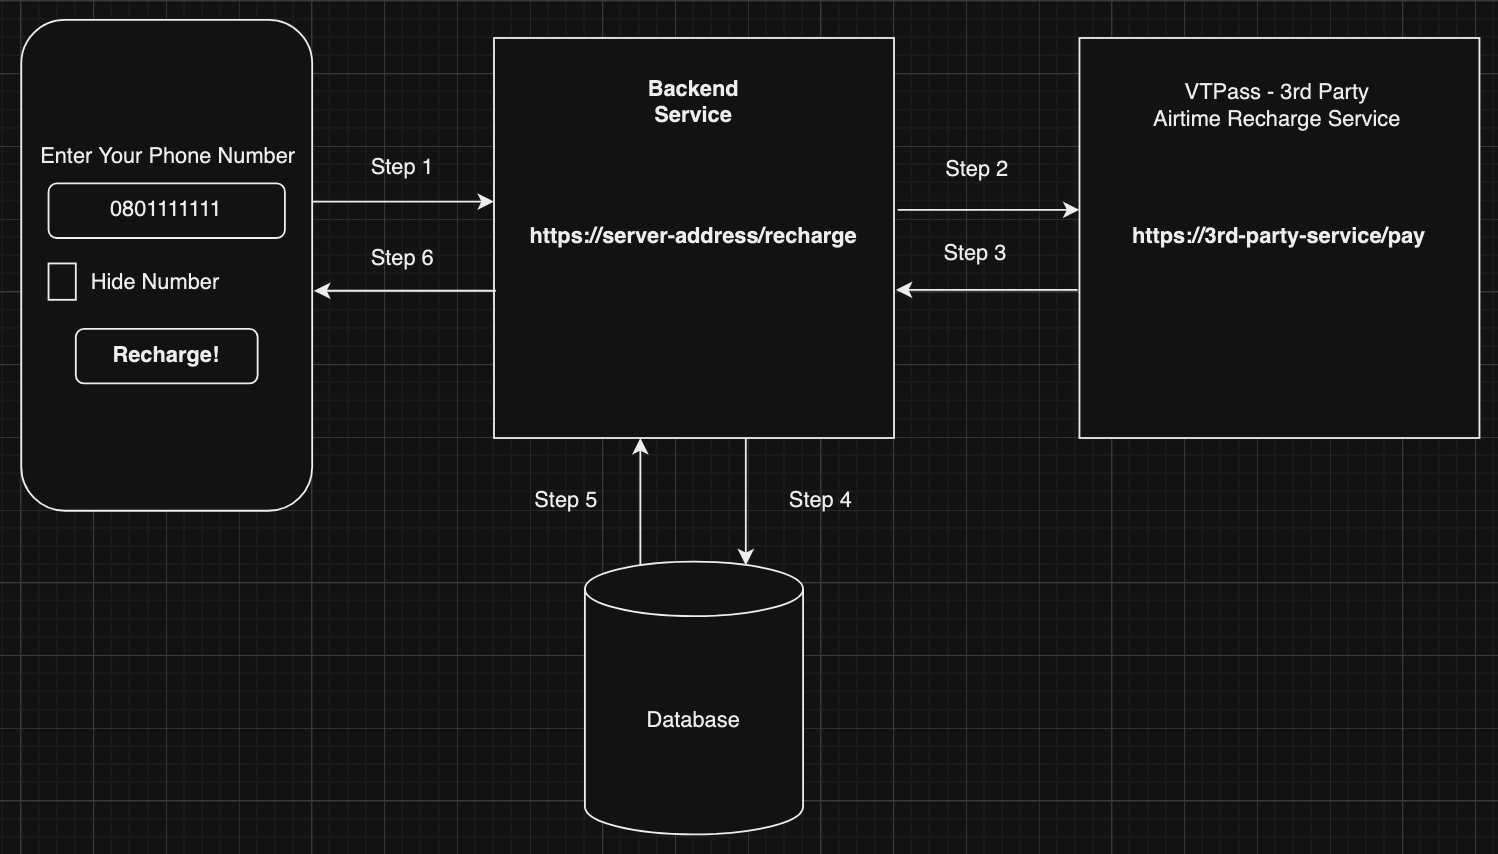 Enter Your Phone Number
0801111111
Hide Number
Recharge!
Step 1
Step 6
Backend
Service
https://server-address/recharge
Step 2
Step 3
VTPass - 3rd Party
Airtime Recharge Service
https://3rd-party-service/pay
Step 5
Step 4
Database